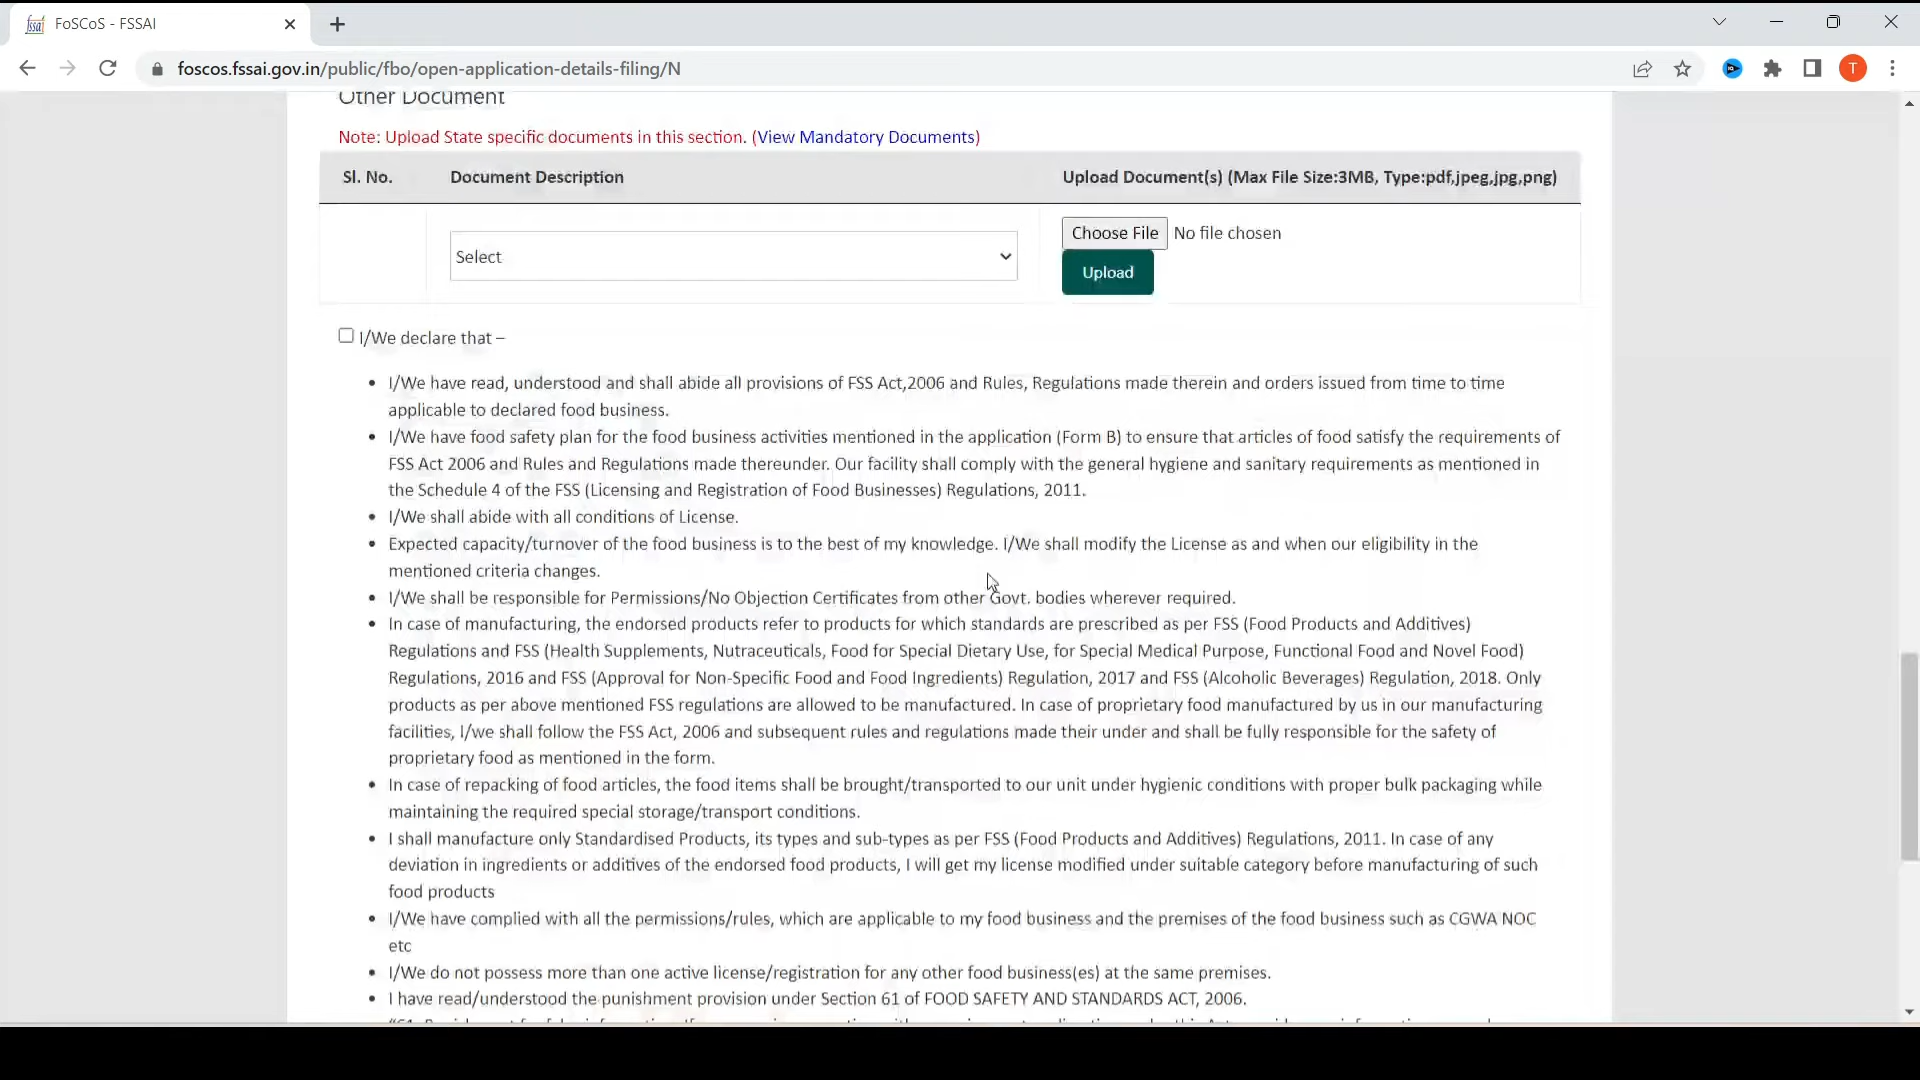 FoSCoS - FSSAI
foscos.fssai.gov.in/public/fbo/open-application-details-filing/N
T
Other Document
Note: Upload State specific documents in this section. (View Mandatory Documents)
Sl. No. Document Description Upload Document(s) (Max File Size:3MB, Type:pdf,jpeg,jpg,png)
Select Choose File No file chosen
Upload
I/We declare that –
• I/We have read, understood and shall abide all provisions of FSS Act,2006 and Rules, Regulations made therein and orders issued from time to time
applicable to declared food business.
• I/We have food safety plan for the food business activities mentioned in the application (Form B) to ensure that articles of food satisfy the requirements of
FSS Act 2006 and Rules and Regulations made thereunder. Our facility shall comply with the general hygiene and sanitary requirements as mentioned in
the Schedule 4 of the FSS (Licensing and Registration of Food Businesses) Regulations, 2011.
• I/We shall abide with all conditions of License.
• Expected capacity/turnover of the food business is to the best of my knowledge. I/We shall modify the License as and when our eligibility in the
mentioned criteria changes.
• I/We shall be responsible for Permissions/No Objection Certificates from other Govt. bodies wherever required.
• In case of manufacturing, the endorsed products refer to products for which standards are prescribed as per FSS (Food Products and Additives)
Regulations and FSS (Health Supplements, Nutraceuticals, Food for Special Dietary Use, for Special Medical Purpose, Functional Food and Novel Food)
Regulations, 2016 and FSS (Approval for Non-Specific Food and Food Ingredients) Regulation, 2017 and FSS (Alcoholic Beverages) Regulation, 2018. Only
products as per above mentioned FSS regulations are allowed to be manufactured. In case of proprietary food manufactured by us in our manufacturing
facilities, I/we shall follow the FSS Act, 2006 and subsequent rules and regulations made their under and shall be fully responsible for the safety of
proprietary food as mentioned in the form.
• In case of repacking of food articles, the food items shall be brought/transported to our unit under hygienic conditions with proper bulk packaging while
maintaining the required special storage/transport conditions.
• I shall manufacture only Standardised Products, its types and sub-types as per FSS (Food Products and Additives) Regulations, 2011. In case of any
deviation in ingredients or additives of the endorsed food products, I will get my license modified under suitable category before manufacturing of such
food products
• I/We have complied with all the permissions/rules, which are applicable to my food business and the premises of the food business such as CGWA NOC
etc
• I/We do not possess more than one active license/registration for any other food business(es) at the same premises.
• I have read/understood the punishment provision under Section 61 of FOOD SAFETY AND STANDARDS ACT, 2006.